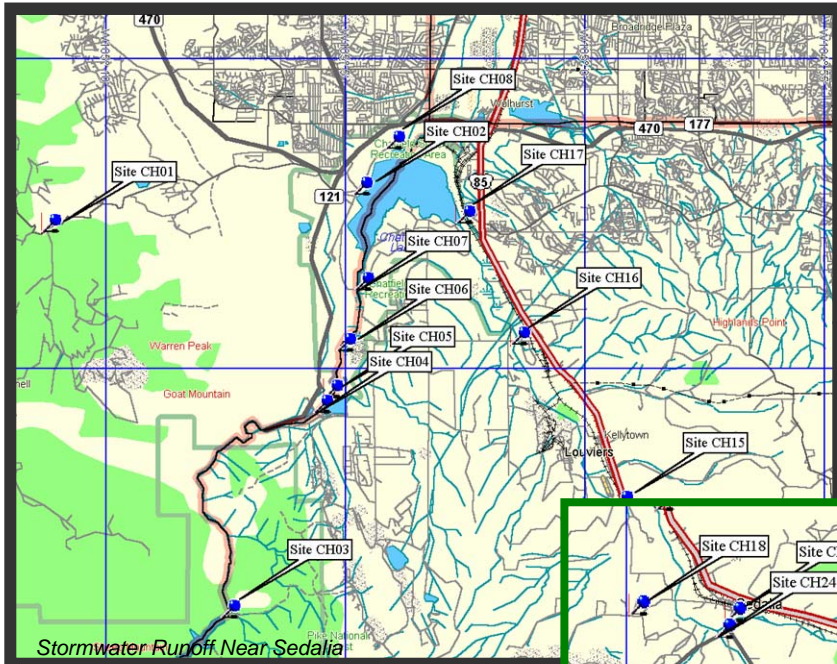 470
Broadridge Plaza
Site CH08
Wolhurst
Site CH02
470
177
Recreation Area
Site CH01
121
85
Site CH17
Site CH07
Site CH06
Site CH16
Highlands Point
Warren Peak
Site CH05
Site CH04
Goat Mountain
Kellytown
Louviers
Site CH15
Site CH03
Site CH18
Site C
Site CH24
Sedalia
Pike National
Stormwater Runoff Near Sedalia